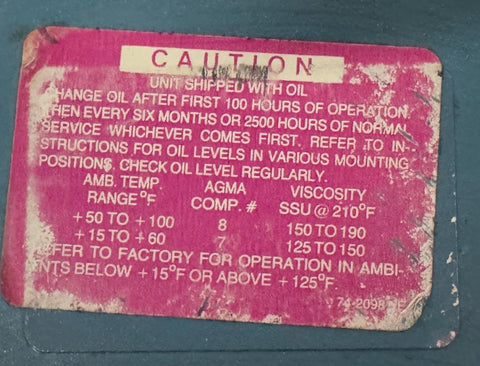 CAUTION
UNIT SHIPPED WITH OIL
CHANGE OIL AFTER FIRST 100 HOURS OF OPERATION.
THEN EVERY SIX MONTHS OR 2500 HOURS OF NORMAL
SERVICE WHICHEVER COMES FIRST. REFER TO IN-
STRUCTIONS FOR OIL LEVELS IN VARIOUS MOUNTING
POSITIONS. CHECK OIL LEVEL REGULARLY.
AMB. TEMP. AGMA VISCOSITY
RANGE °F COMP. # SSU @ 210°F
+50 TO +100 8 150 TO 190
+15 TO +60 7 125 TO 150
REFER TO FACTORY FOR OPERATION IN AMBI-
ENTS BELOW +15°F OR ABOVE +125°F